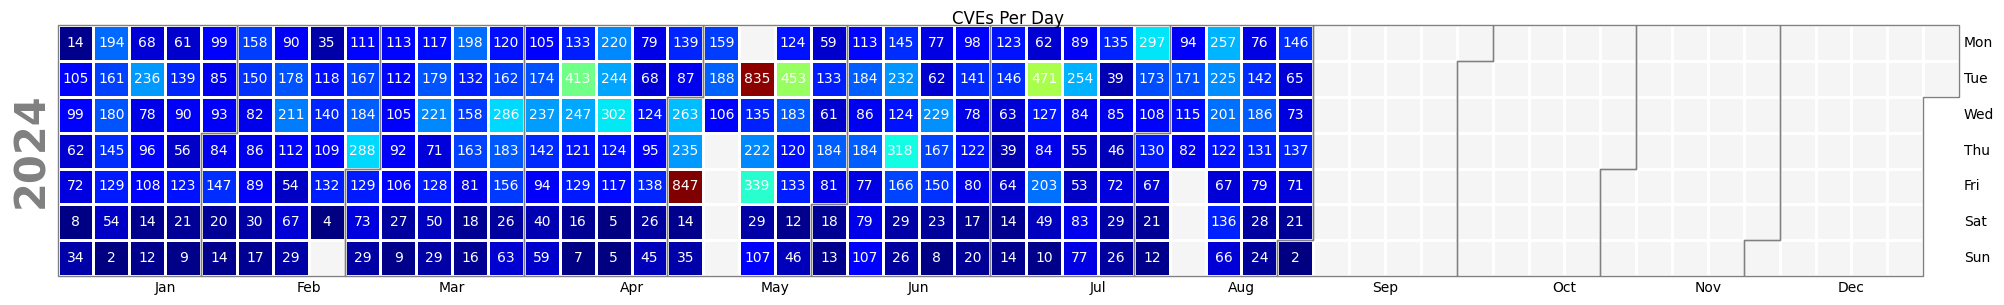 CVEs Per Day
14 194 68 61 99 158 90 35 111 113 117 198 120 105 133 220 79 139 159 124 59 113 145 77 98 123 62 89 135 297 94 257 76 146 Mon
105 161 236 139 85 150 178 118 167 112 179 132 162 174 413 244 68 87 188 835 453 133 184 232 62 141 146 471 254 39 173 171 225 142 65 Tue
99 180 78 90 93 82 211 140 184 105 221 158 286 237 247 302 124 263 106 135 183 61 86 124 229 78 63 127 84 85 108 115 201 186 73 Wed
62 145 96 56 84 86 112 109 288 92 71 163 183 142 121 124 95 235 222 120 184 184 318 167 122 39 84 55 46 130 82 122 131 137 Thu
72 129 108 123 147 89 54 132 129 106 128 81 156 94 129 117 138 847 339 133 81 77 166 150 80 64 203 53 72 67 67 79 71 Fri
8 54 14 21 20 30 67 4 73 27 50 18 26 40 16 5 26 14 29 12 18 79 29 23 17 14 49 83 29 21 136 28 21 Sat
34 2 12 9 14 17 29 29 9 29 16 63 59 7 5 45 35 107 46 13 107 26 8 20 14 10 77 26 12 66 24 2 Sun
2024
Jan Feb Mar Apr May Jun Jul Aug Sep Oct Nov Dec